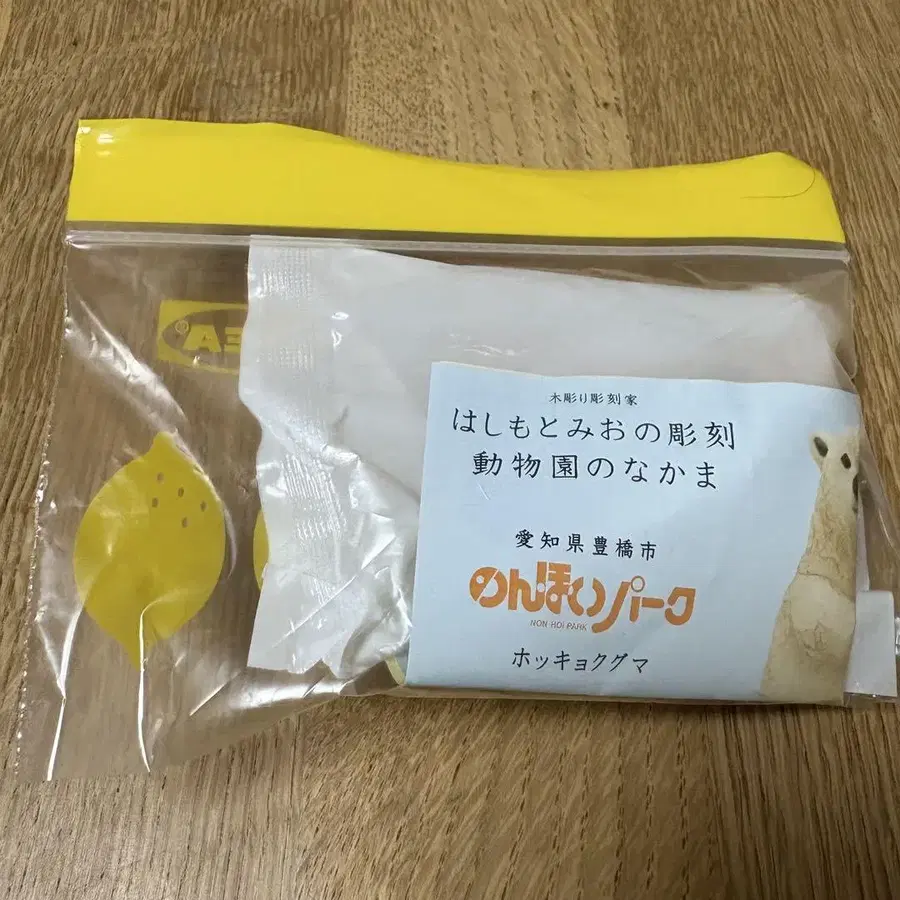 木彫り彫刻家
はしもとみおの彫刻
動物園のなかま
愛知県豊橋市
のんほいパーク
NON HOI PARK
ホッキョクグマ